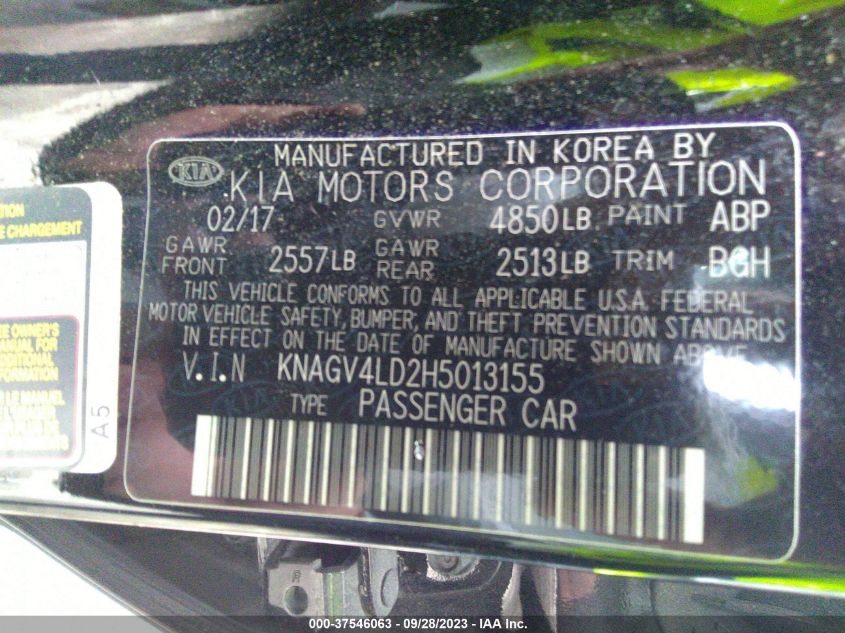 MANUFACTURED IN KOREA BY
KIA
KIA MOTORS CORPORATION
02/17 GVWR 4850LB PAINT ABP
GAWR FRONT 2557LB GAWR REAR 2513LB TRIM BGH
THIS VEHICLE CONFORMS TO ALL APPLICABLE U.S.A. FEDERAL
MOTOR VEHICLE SAFETY, BUMPER, AND THEFT PREVENTION STANDARDS
IN EFFECT ON THE DATE OF MANUFACTURE SHOWN ABOVE.
V.I.N KNAGV4LD2H5013155
TYPE PASSENGER CAR
CHARGEMENT
OWNER'S
FOR
A5
000-37546063 - 09/28/2023 - IAA Inc.